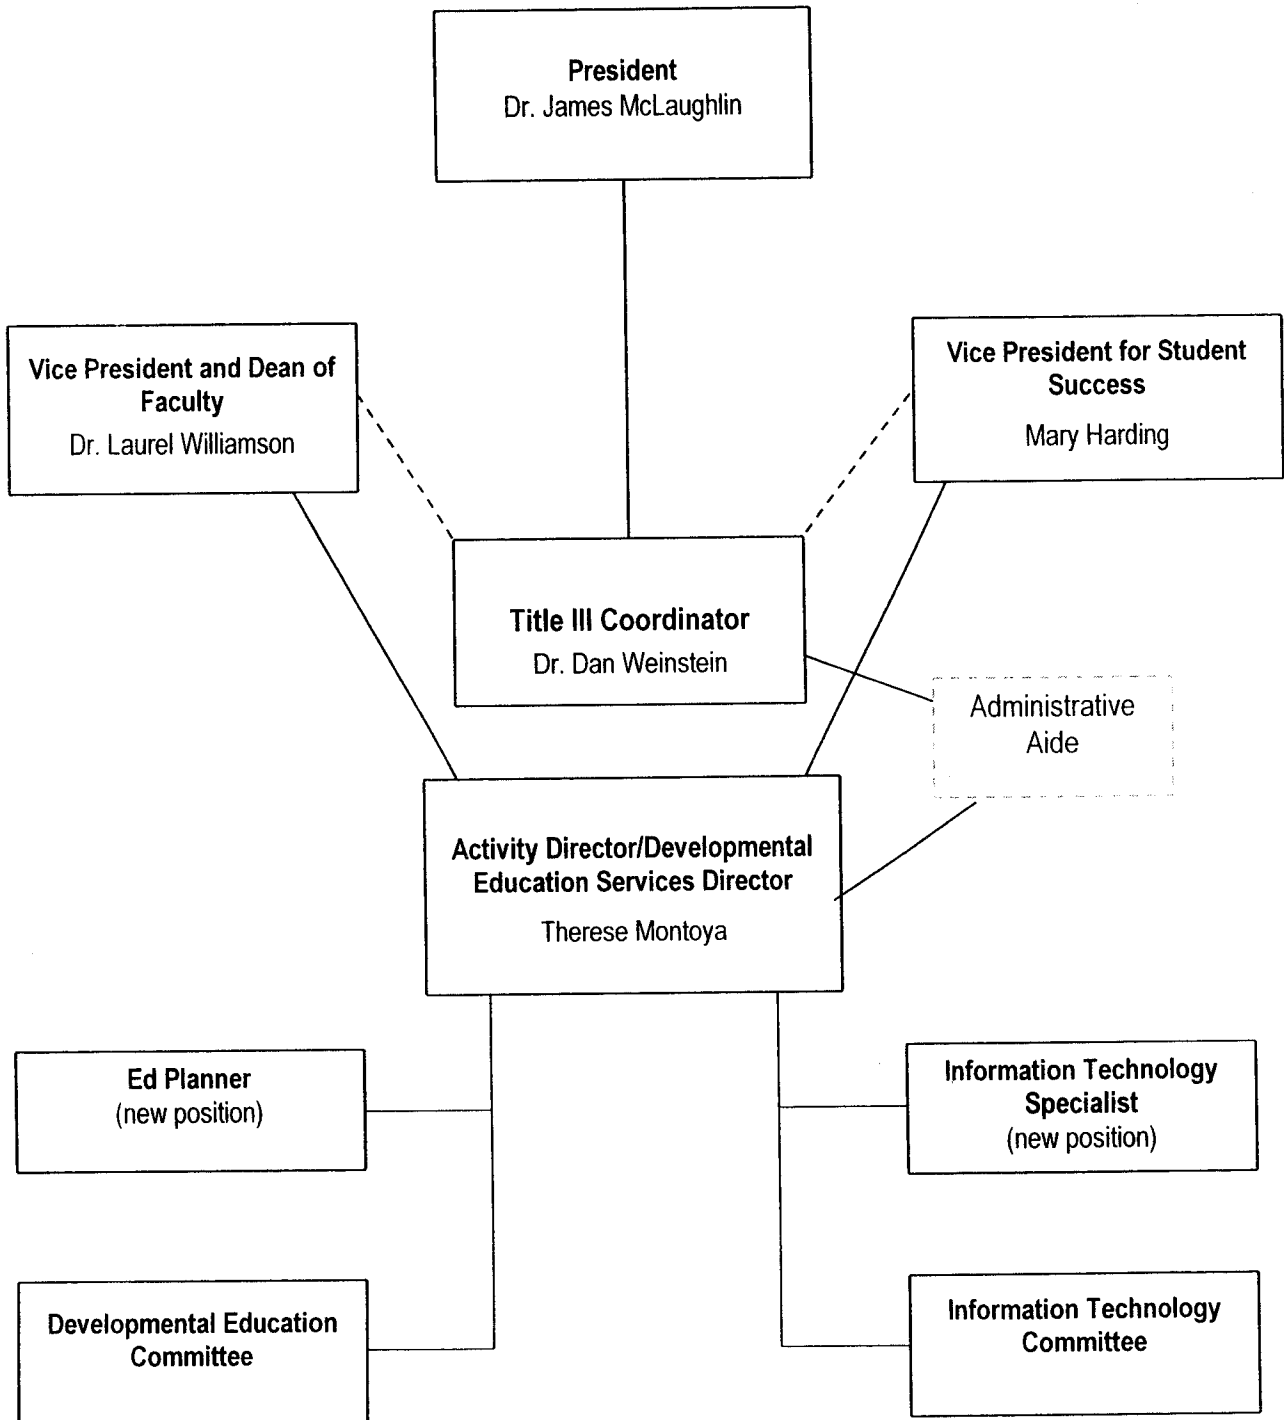 President
Dr. James McLaughlin
Vice President and Dean of
Faculty
Dr. Laurel Williamson
Vice President for Student
Success
Mary Harding
Title III Coordinator
Dr. Dan Weinstein
Administrative
Aide
Activity Director/Developmental
Education Services Director
Therese Montoya
Ed Planner
(new position)
Information Technology
Specialist
(new position)
Developmental Education
Committee
Information Technology
Committee